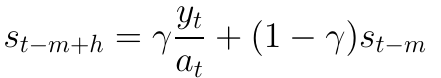 $s_{t-m+h} = \gamma \frac{y_t}{a_t} + (1 - \gamma) s_{t-m}$